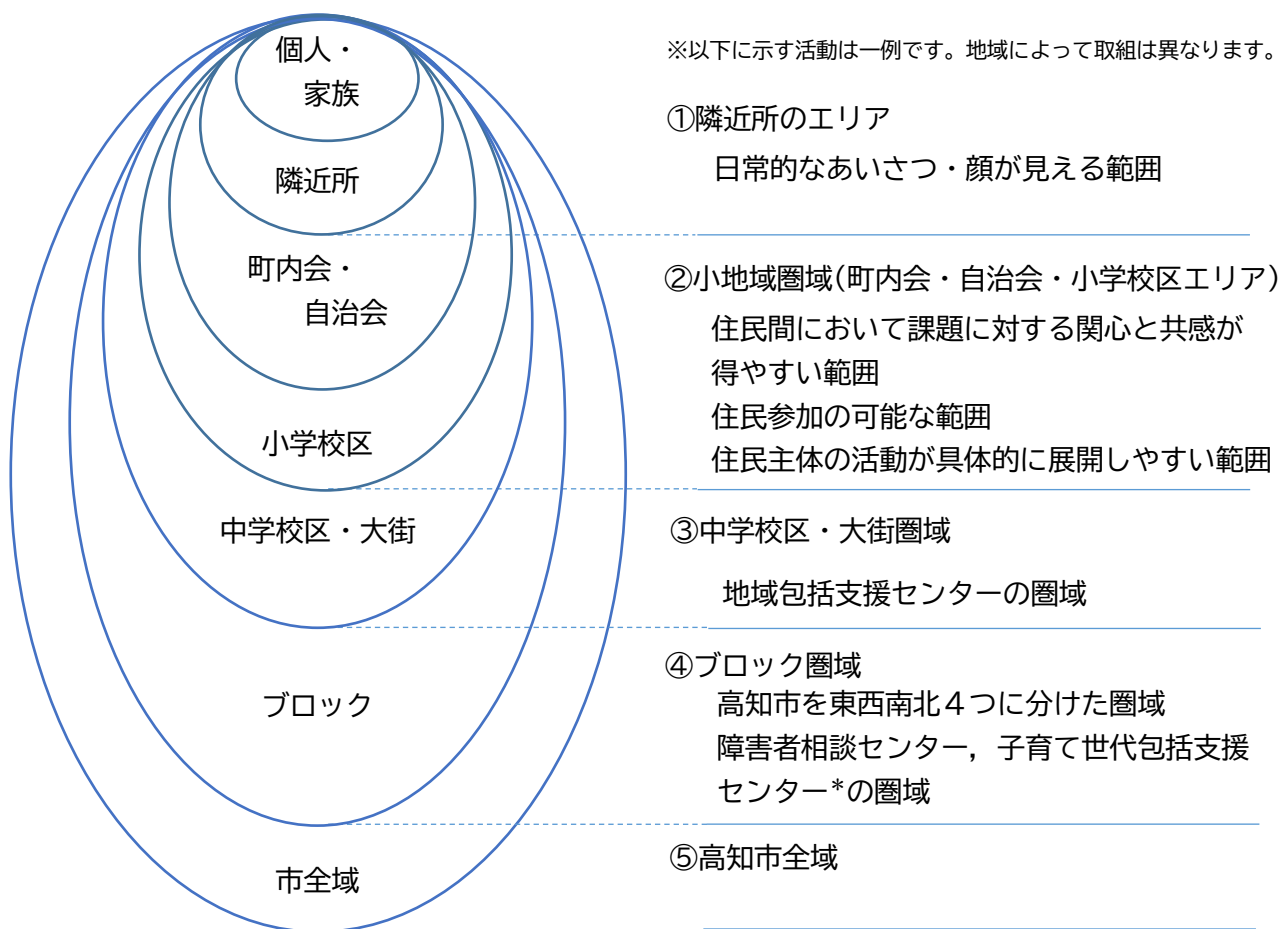 個人・
家族
隣近所
町内会・
自治会
小学校区
中学校区・大街
ブロック
市全域
※以下に示す活動は一例です。地域によって取組は異なります。
①隣近所のエリア
日常的なあいさつ・顔が見える範囲
②小地域圏域(町内会・自治会・小学校区エリア)
住民間において課題に対する関心と共感が
得やすい範囲
住民参加の可能な範囲
住民主体の活動が具体的に展開しやすい範囲
③中学校区・大街圏域
地域包括支援センターの圏域
④ブロック圏域
高知市を東西南北４つに分けた圏域
障害者相談センター，子育て世代包括支援
センター*の圏域
⑤高知市全域